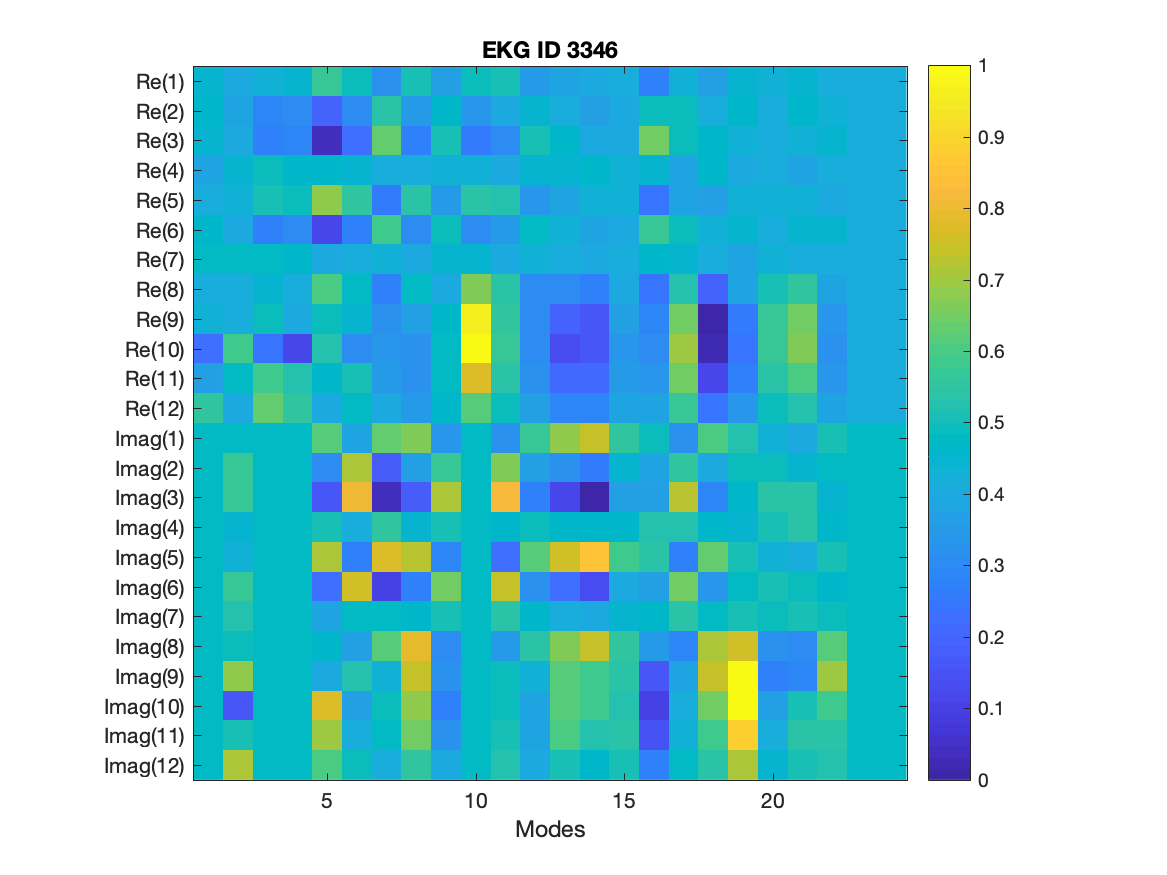 EKG ID 3346
Re(1)
Re(2)
Re(3)
Re(4)
Re(5)
Re(6)
Re(7)
Re(8)
Re(9)
Re(10)
Re(11)
Re(12)
Imag(1)
Imag(2)
Imag(3)
Imag(4)
Imag(5)
Imag(6)
Imag(7)
Imag(8)
Imag(9)
Imag(10)
Imag(11)
Imag(12)
5 10 15 20
Modes
1
0.9
0.8
0.7
0.6
0.5
0.4
0.3
0.2
0.1
0